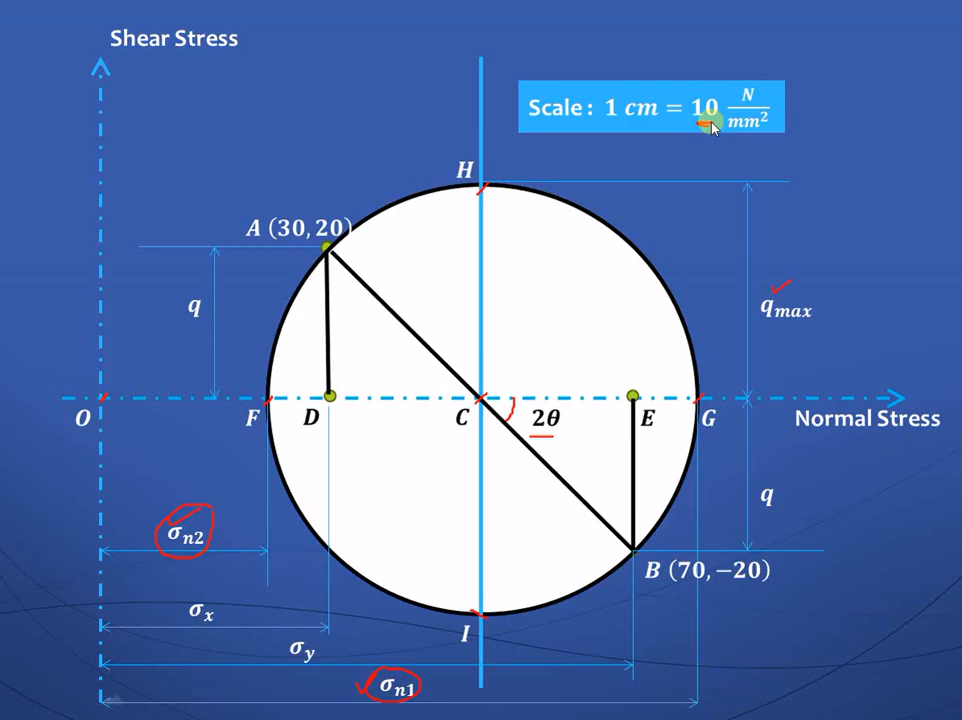 Shear Stress
Scale : 1 cm = 10 N/mm²
H
A (30, 20)
q
q_max
O
F
D
C
2θ
E
G
Normal Stress
q
σ_n2
B (70, −20)
σ_x
I
σ_y
σ_n1